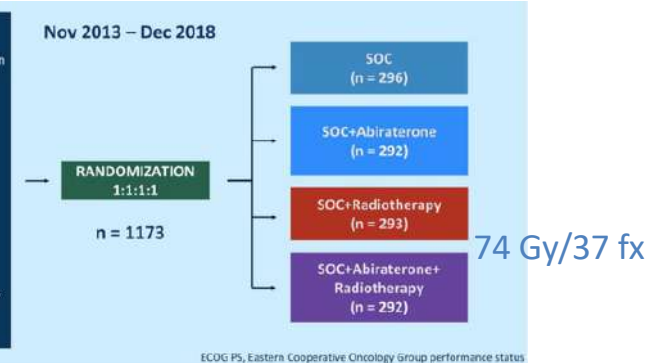 Nov 2013 – Dec 2018
n
SOC
(n = 296)
SOC+Abiraterone
(n = 292)
RANDOMIZATION
1:1:1:1
n = 1173
SOC+Radiotherapy
(n = 293)
74 Gy/37 fx
SOC+Abiraterone+
Radiotherapy
(n = 292)
ECOG PS, Eastern Cooperative Oncology Group performance status